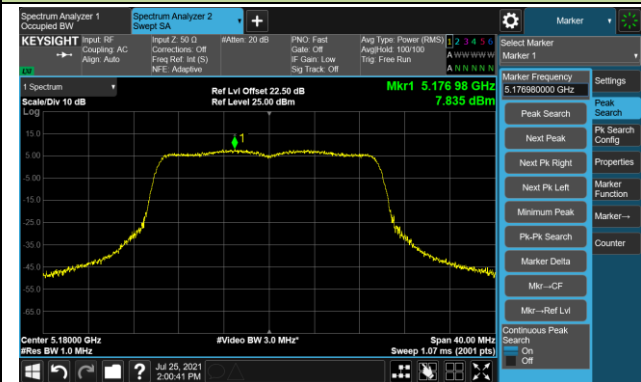 Spectrum Analyzer 1
Occupied BW
Spectrum Analyzer 2
Swept SA
+
Marker
KEYSIGHT
Input: RF
Coupling: AC
Align: Auto
Input Z: 50 Ω
Corrections: Off
Freq Ref: Int (S)
NFE: Adaptive
#Atten: 20 dB
PNO: Fast
Gate: Off
IF Gain: Low
Sig Track: Off
Avg Type: Power (RMS)
Avg|Hold: 100/100
Trig: Free Run
1 2 3 4 5 6
A W W W W W
A N N N N N
Select Marker
Marker 1
1 Spectrum
Scale/Div 10 dB
Log
Ref Lvl Offset 22.50 dB
Ref Level 25.00 dBm
Mkr1 5.176 98 GHz
7.835 dBm
15.0
5.00
-5.00
-15.0
-25.0
-35.0
-45.0
-55.0
-65.0
1
Center 5.18000 GHz
#Res BW 1.0 MHz
#Video BW 3.0 MHz*
Span 40.00 MHz
Sweep 1.07 ms (2001 pts)
Marker Frequency
5.176980000 GHz
Peak Search
Next Peak
Next Pk Right
Next Pk Left
Minimum Peak
Pk-Pk Search
Marker Delta
Mkr→CF
Mkr→Ref Lvl
Continuous Peak
Search
On
Off
Settings
Peak
Search
Pk Search
Config
Properties
Marker
Function
Marker→
Counter
?
Jul 25, 2021
2:00:41 PM